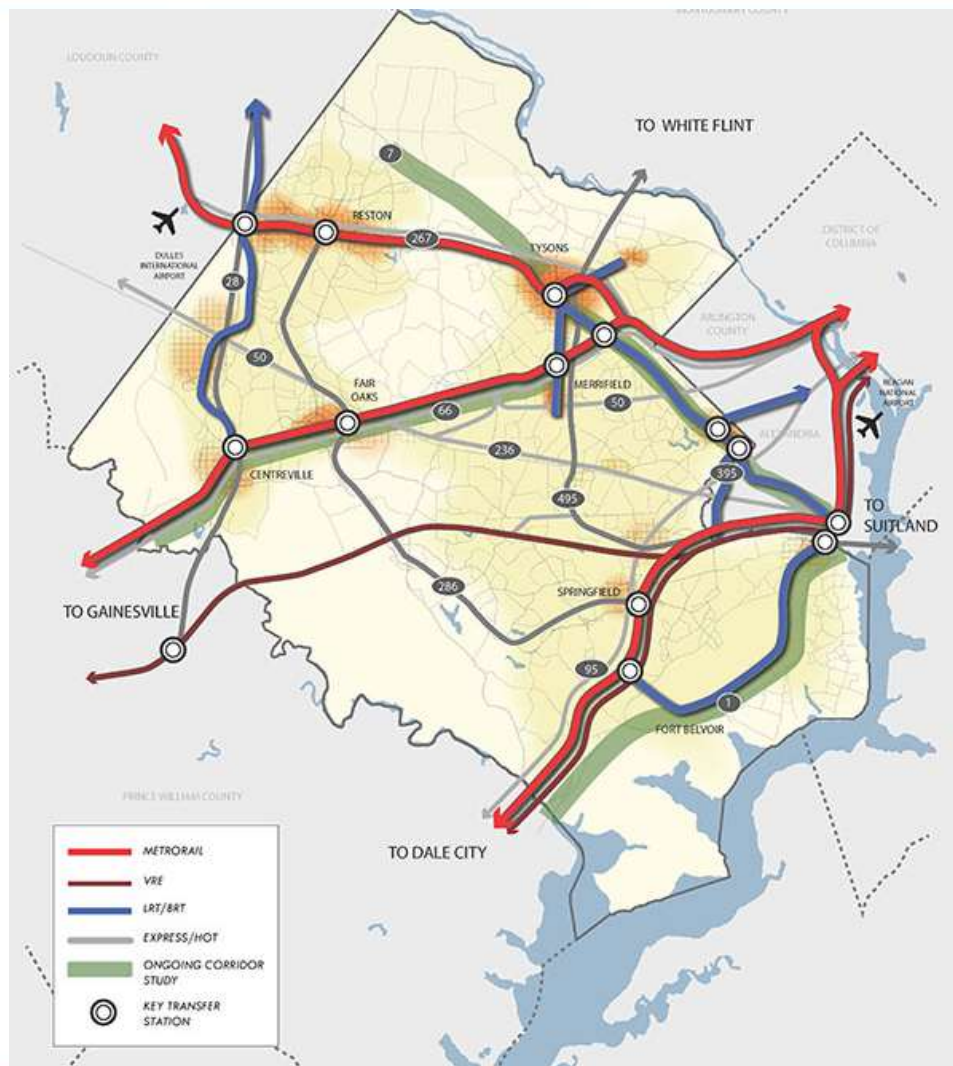 MONTGOMERY COUNTY
LOUDOUN COUNTY
TO WHITE FLINT
7
RESTON
267
TYSONS
DISTRICT OF
COLUMBIA
DULLES
INTERNATIONAL
AIRPORT
28
ARLINGTON
COUNTY
50
FAIR
OAKS
66
MERRIFIELD
50
REAGAN
NATIONAL
AIRPORT
236
ALEXANDRIA
CENTREVILLE
395
495
TO
SUITLAND
SPRINGFIELD
286
TO GAINESVILLE
95
1
FORT BELVOIR
PRINCE WILLIAM COUNTY
TO DALE CITY
METRORAIL
VRE
LRT/BRT
EXPRESS/HOT
ONGOING CORRIDOR
STUDY
KEY TRANSFER
STATION